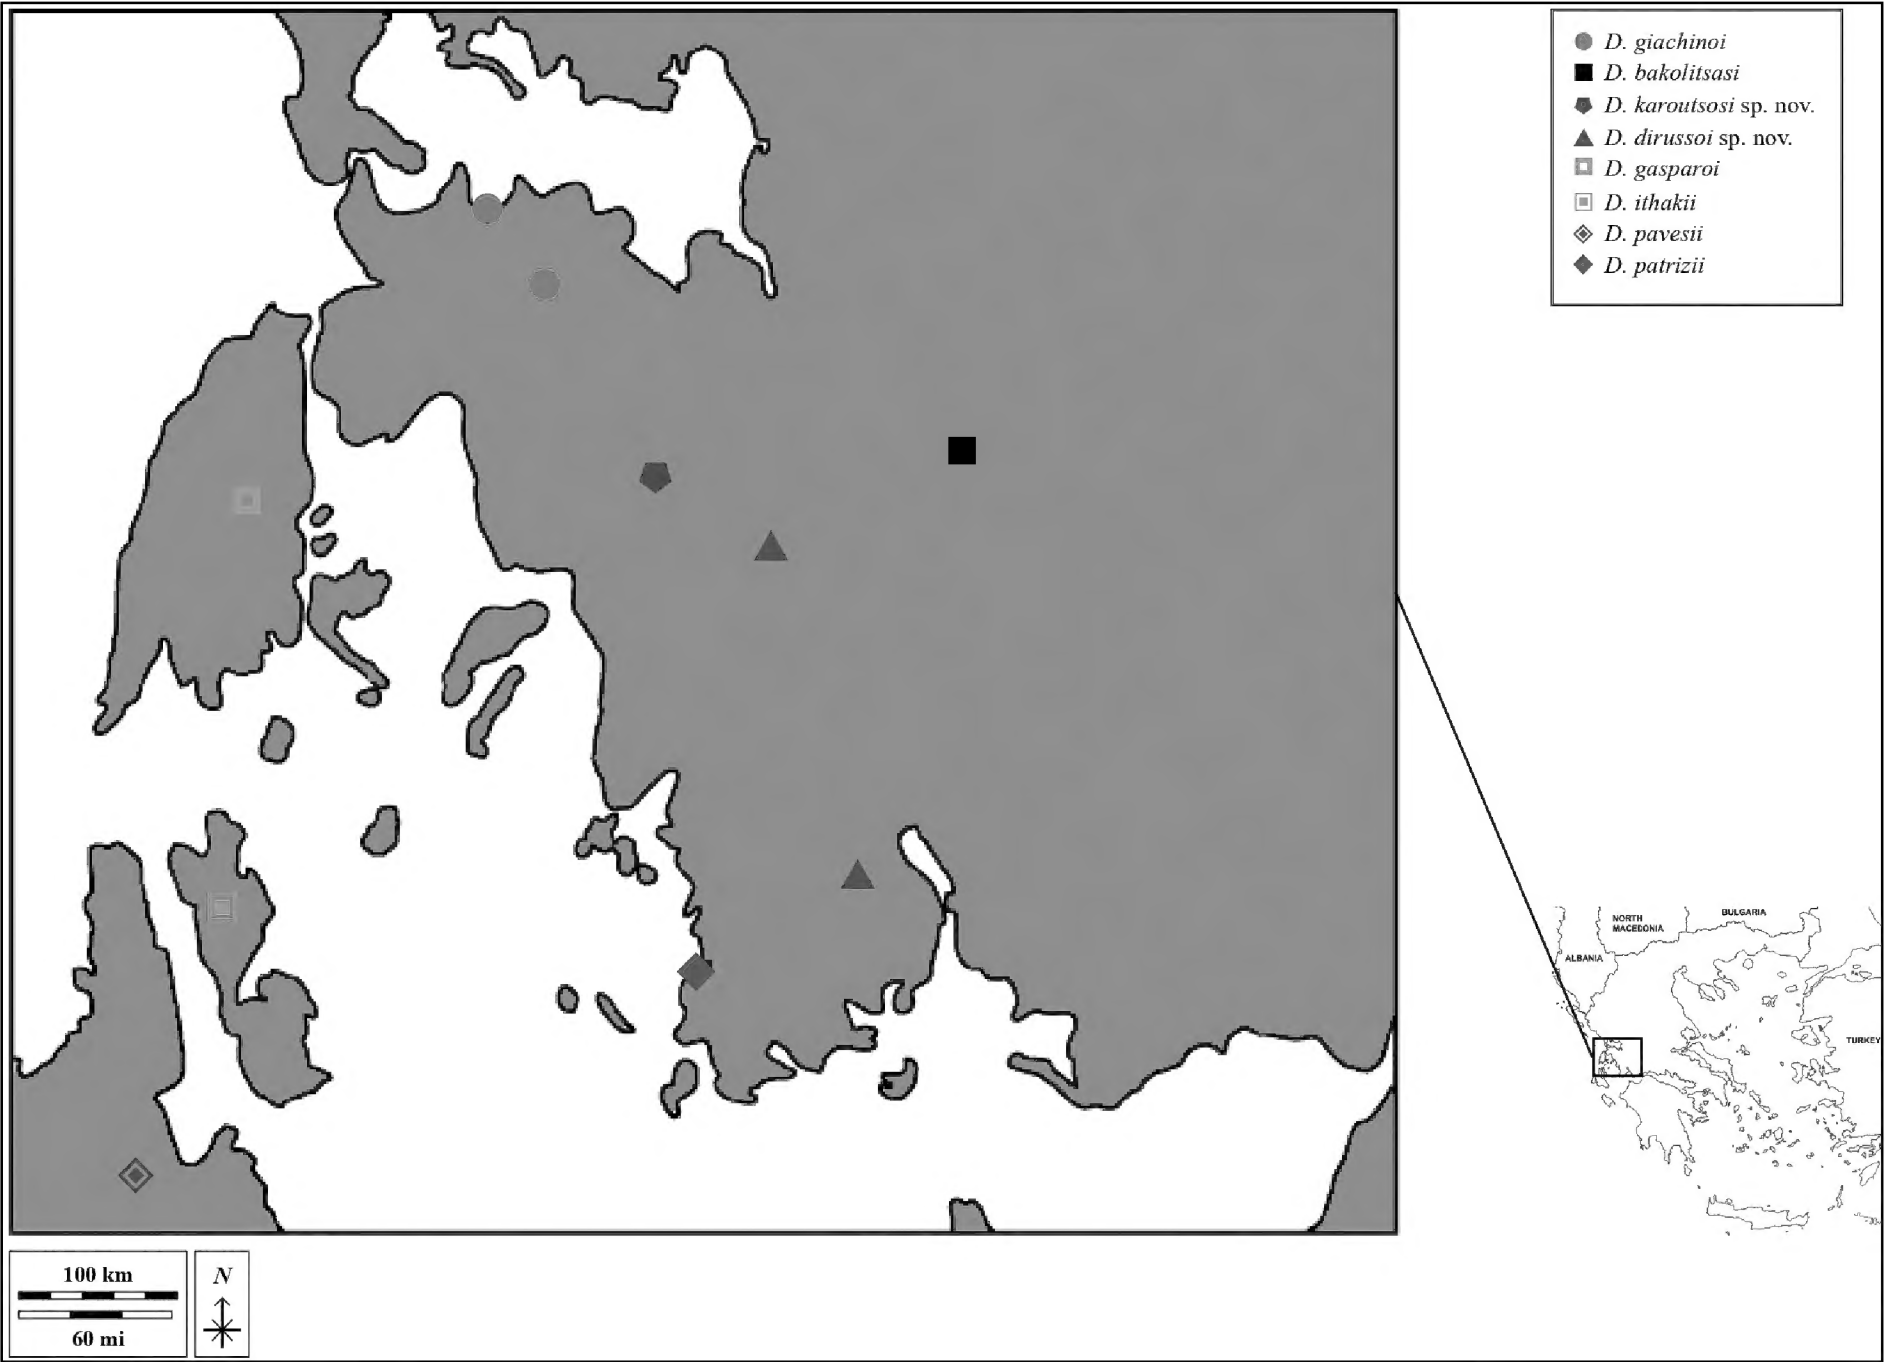 D. giachinoi
D. bakolitsasi
D. karoutsosi sp. nov.
D. dirussoi sp. nov.
D. gasparoi
D. ithakii
D. pavesii
D. patrizii
NORTH
MACEDONIA
BULGARIA
ALBANIA
TURKEY
100 km
60 mi
N